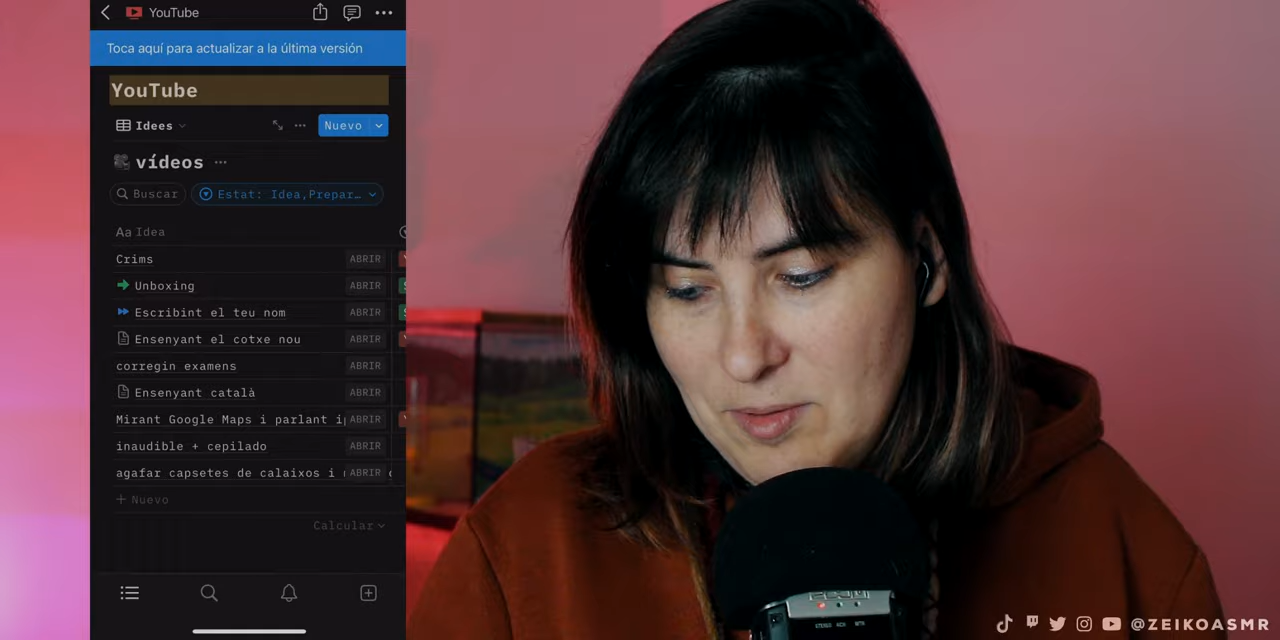 YouTube
Toca aquí para actualizar a la última versión
YouTube
Idees
Nuevo
vídeos
Buscar
Estat: Idea,Prepar…
Aa Idea
Crims ABRIR
Unboxing ABRIR
Escribint el teu nom ABRIR
Ensenyant el cotxe nou ABRIR
corregin examens ABRIR
Ensenyant català ABRIR
Mirant Google Maps i parlant ABRIR
inaudible + cepilado ABRIR
agafar capsetes de calaixos i ABRIR
+ Nuevo
Calcular
ZOOM
STEREO
@ZEIKOASMR